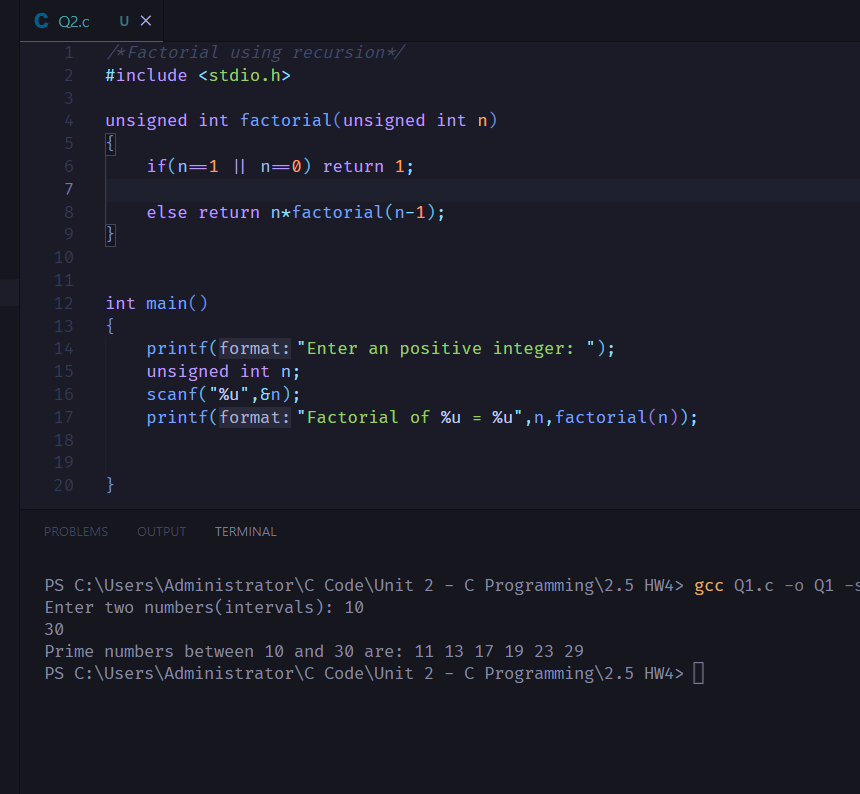 C Q2.c U ×
1 /*Factorial using recursion*/
2 #include <stdio.h>
3
4 unsigned int factorial(unsigned int n)
5 {
6 if(n==1 || n==0) return 1;
7
8 else return n*factorial(n-1);
9 }
10
11
12 int main()
13 {
14 printf(format: "Enter an positive integer: ");
15 unsigned int n;
16 scanf("%u",&n);
17 printf(format: "Factorial of %u = %u",n,factorial(n));
18
19
20 }
PROBLEMS OUTPUT TERMINAL
PS C:\Users\Administrator\C Code\Unit 2 - C Programming\2.5 HW4> gcc Q1.c -o Q1 -s
Enter two numbers(intervals): 10
30
Prime numbers between 10 and 30 are: 11 13 17 19 23 29
PS C:\Users\Administrator\C Code\Unit 2 - C Programming\2.5 HW4>